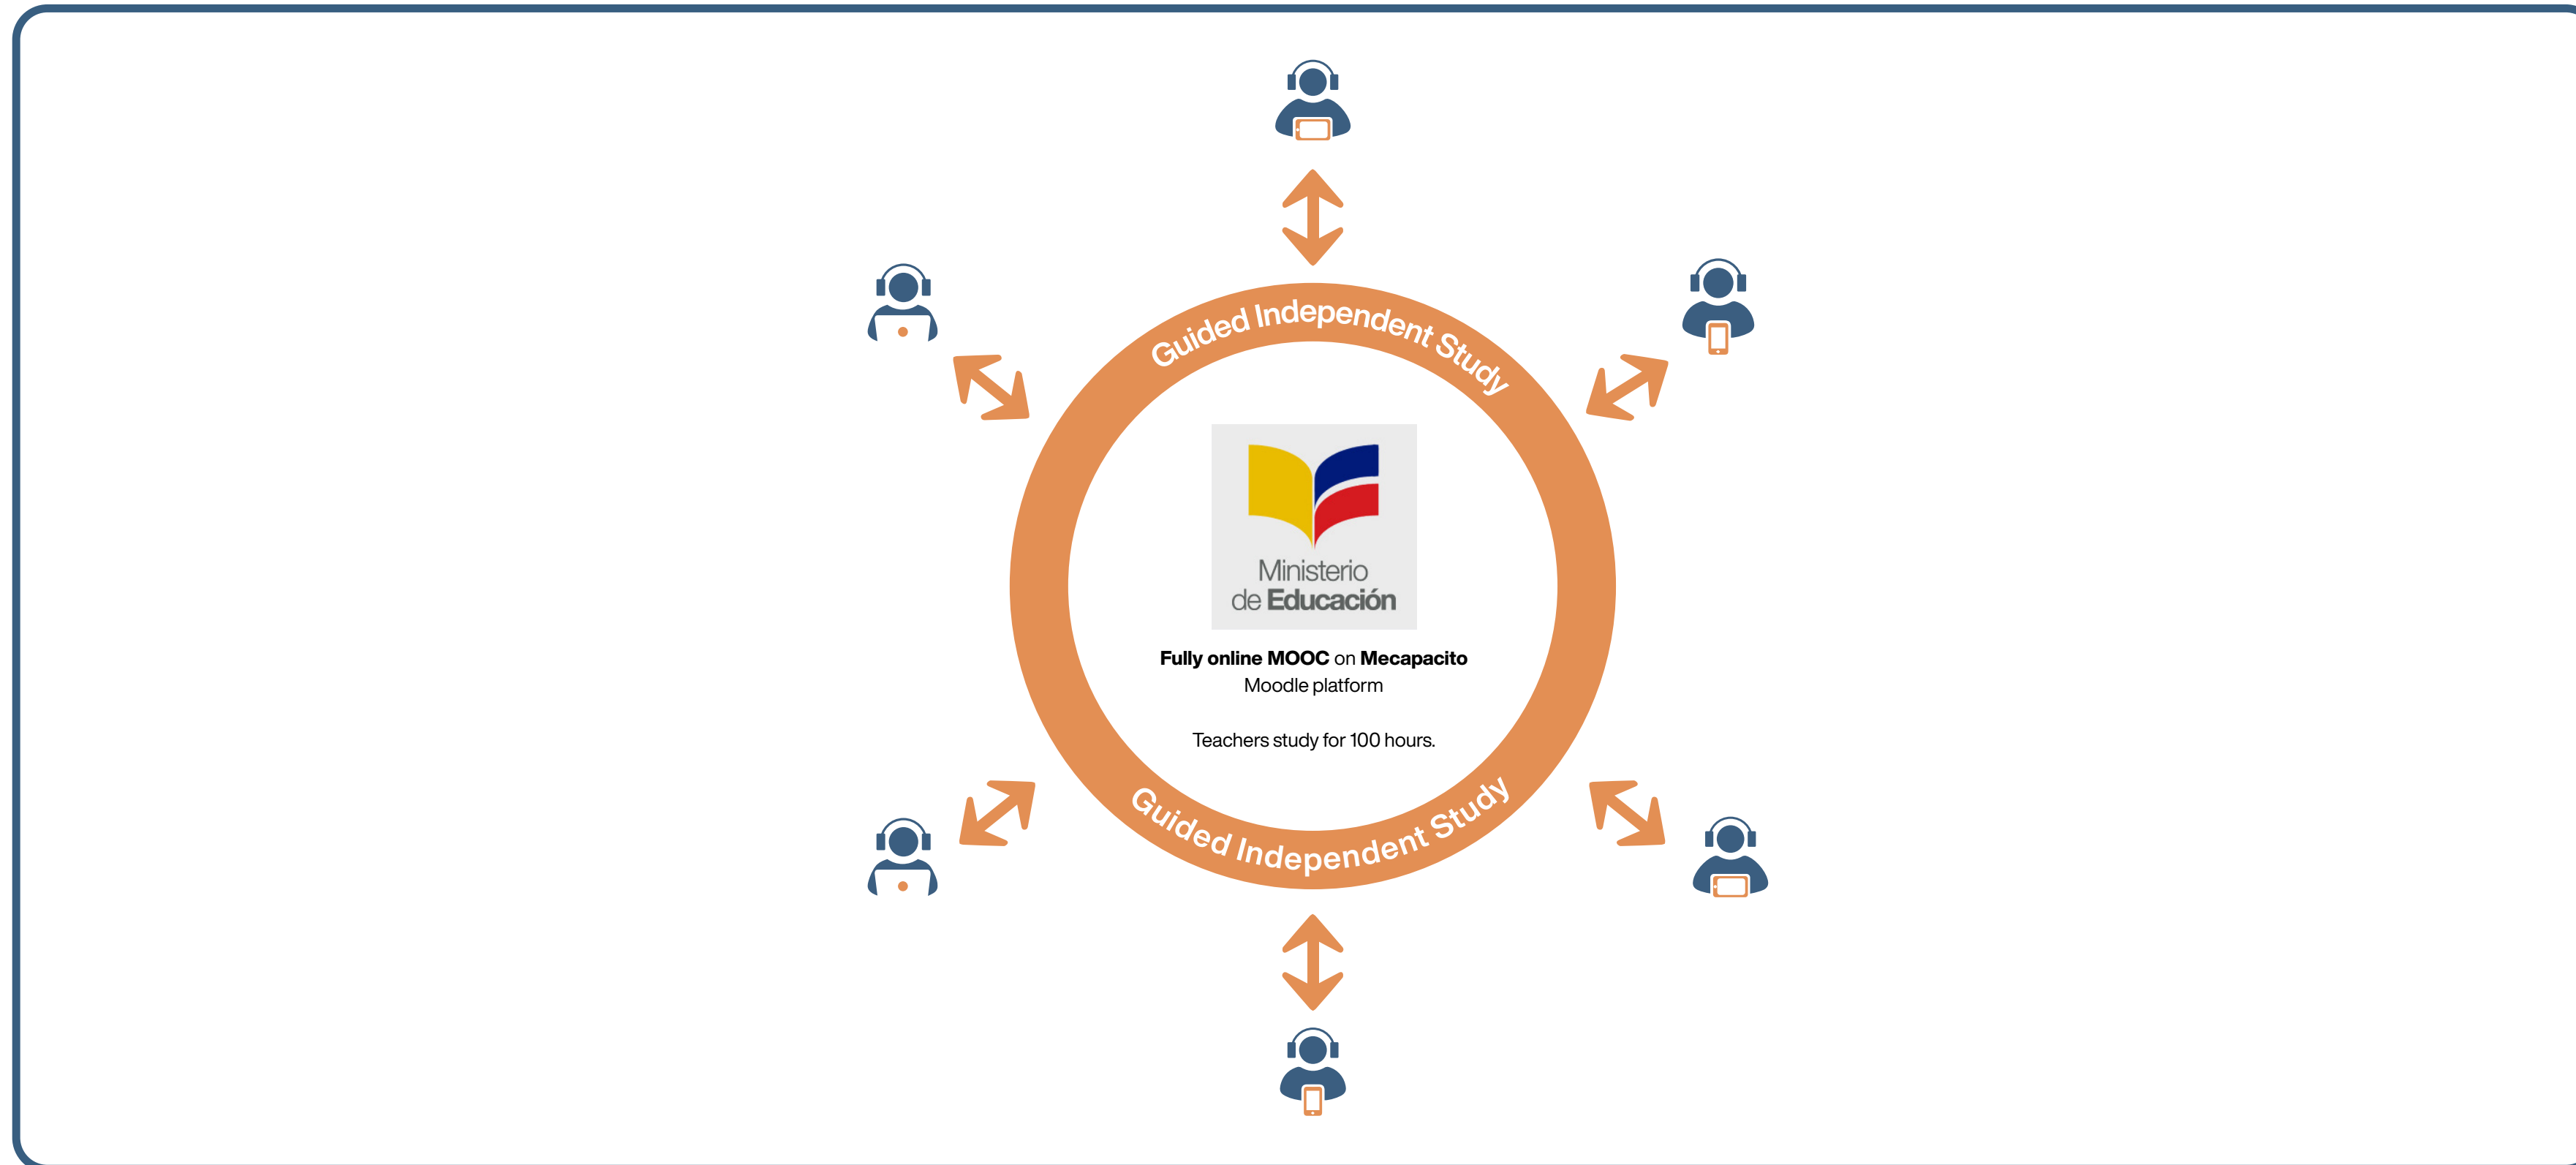 Guided Independent Study
Ministerio
de Educación
Fully online MOOC on Mecapacito
Moodle platform
Teachers study for 100 hours.
Guided Independent Study